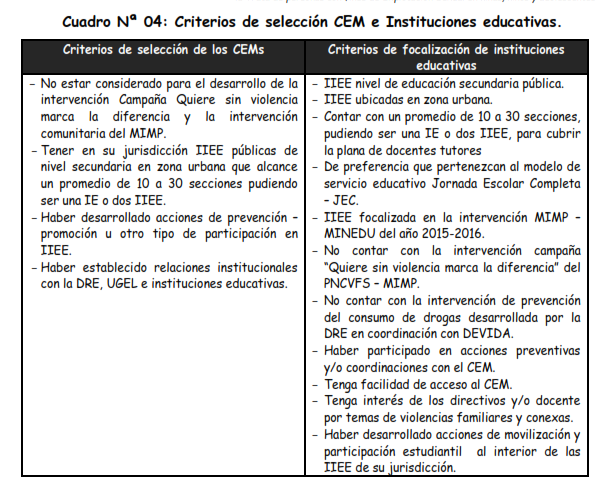 Cuadro Nª 04: Criterios de selección CEM e Instituciones educativas.
Criterios de selección de los CEMs
- No estar considerado para el desarrollo de la
intervención Campaña Quiere sin violencia
marca la diferencia y la intervención
comunitaria del MIMP.
- Tener en su jurisdicción IIEE públicas de
nivel secundaria en zona urbana que alcance
un promedio de 10 a 30 secciones pudiendo
ser una IE o dos IIEE.
- Haber desarrollado acciones de prevención –
promoción u otro tipo de participación en
IIEE.
- Haber establecido relaciones institucionales
con la DRE, UGEL e instituciones educativas.
Criterios de focalización de instituciones
educativas
- IIEE nivel de educación secundaria pública.
- IIEE ubicadas en zona urbana.
- Contar con un promedio de 10 a 30 secciones,
pudiendo ser una IE o dos IIEE, para cubrir
la plana de docentes tutores
- De preferencia que pertenezcan al modelo de
servicio educativo Jornada Escolar Completa
– JEC.
- IIEE focalizada en la intervención MIMP –
MINEDU del año 2015-2016.
- No contar con la intervención campaña
“Quiere sin violencia marca la diferencia” del
PNCVFS – MIMP.
- No contar con la intervención de prevención
del consumo de drogas desarrollada por la
DRE en coordinación con DEVIDA.
- Haber participado en acciones preventivas
y/o coordinaciones con el CEM.
- Tenga facilidad de acceso al CEM.
- Tenga interés de los directivos y/o docente
por temas de violencias familiares y conexas.
- Haber desarrollado acciones de movilización y
participación estudiantil al interior de las
IIEE de su jurisdicción.